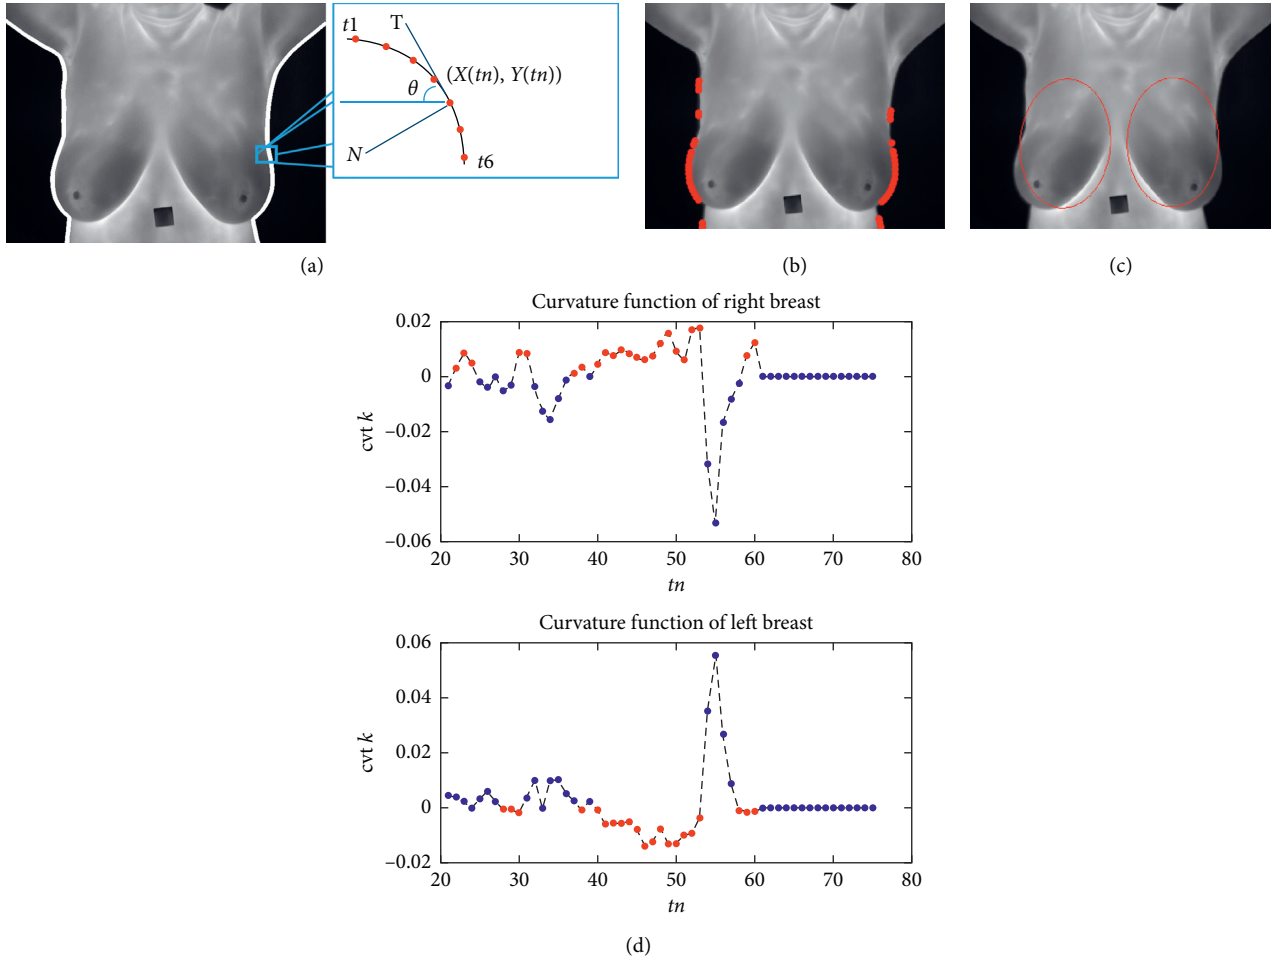 t1
T
(X(tn), Y(tn))
θ
N
t6
(a)
(b)
(c)
Curvature function of right breast
0.02
0
−0.02
−0.04
−0.06
cvt k
20 30 40 50 60 70 80
tn
Curvature function of left breast
0.06
0.04
0.02
0
−0.02
cvt k
20 30 40 50 60 70 80
tn
(d)